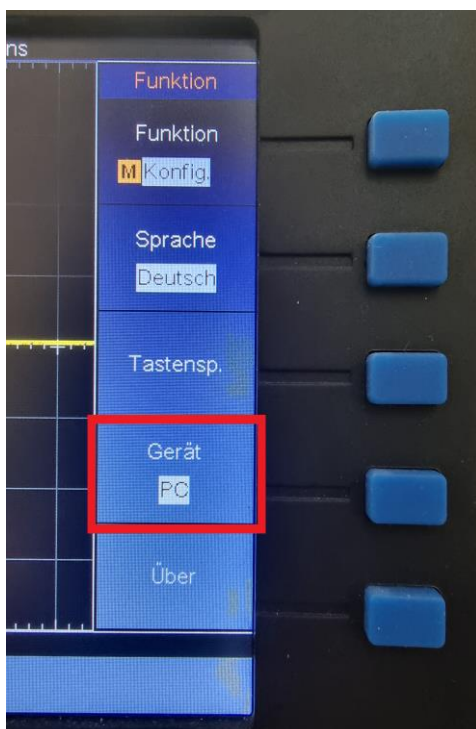 ns
Funktion
Funktion
M Konfig.
Sprache
Deutsch
Tastensp.
Gerät
PC
Über